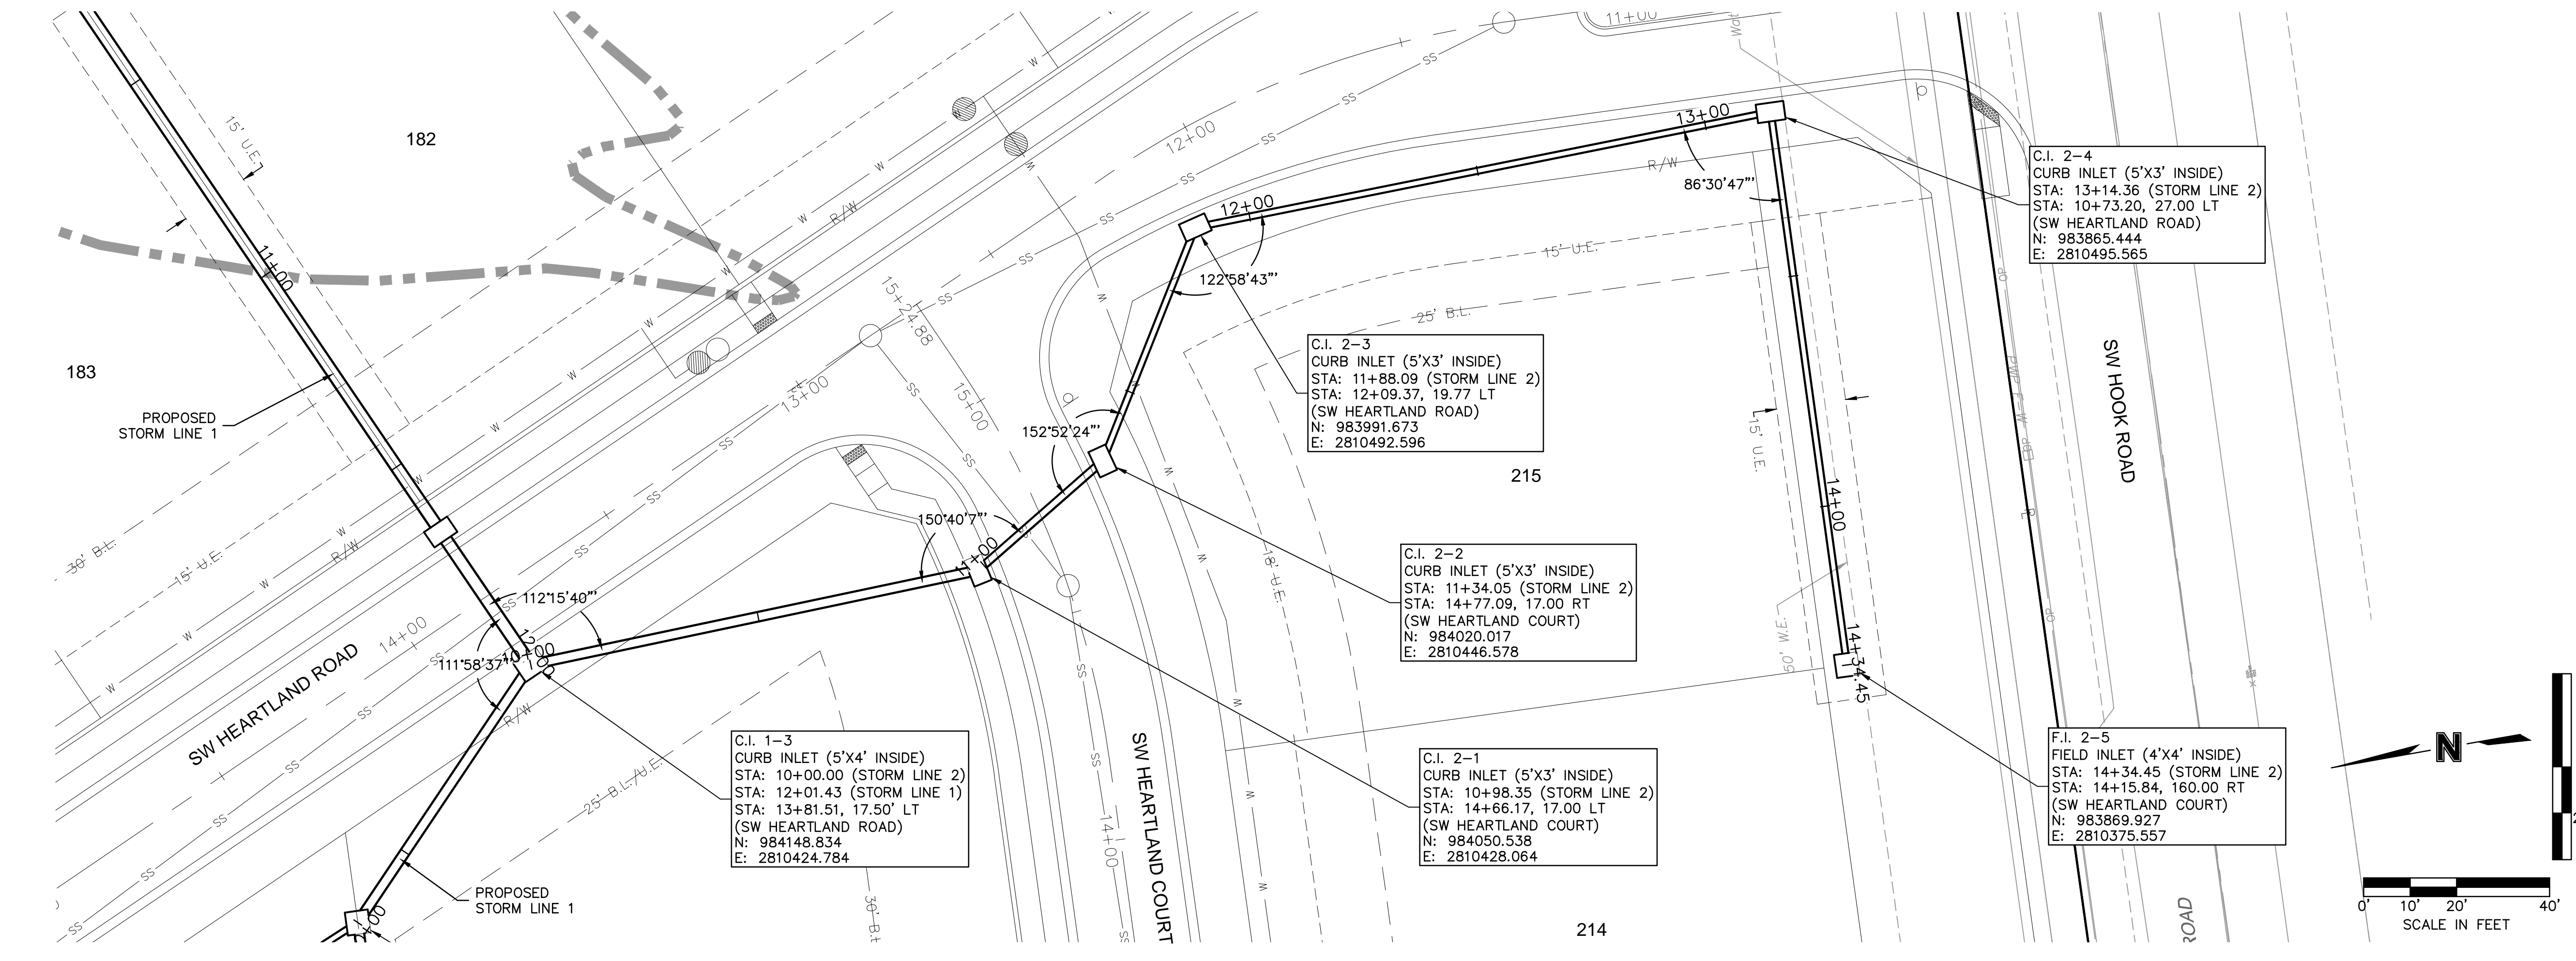 182
183
15' U.E.
11+00
PROPOSED
STORM LINE 1
30' B.L.
15' U.E.
R/W
R/W
12+00
13+00
14+00
SW HEARTLAND ROAD
112°15'40"'
111°58'37"'
10+00
12+00
R/W
15+24.88
15+00
11+00
12+00
13+00
R/W
86°30'47"'
122°58'43"'
152°52'24"'
150°40'7"'
11+00
15' U.E.
25' B.L.
18' U.E.
15' U.E.
50' W.E.
14+00
14+34.45
C.I. 2-4
CURB INLET (5'X3' INSIDE)
STA: 13+14.36 (STORM LINE 2)
STA: 10+73.20, 27.00 LT
(SW HEARTLAND ROAD)
N: 983865.444
E: 2810495.565
C.I. 2-3
CURB INLET (5'X3' INSIDE)
STA: 11+88.09 (STORM LINE 2)
STA: 12+09.37, 19.77 LT
(SW HEARTLAND ROAD)
N: 983991.673
E: 2810492.596
215
SW HOOK ROAD
C.I. 2-2
CURB INLET (5'X3' INSIDE)
STA: 11+34.05 (STORM LINE 2)
STA: 14+77.09, 17.00 RT
(SW HEARTLAND COURT)
N: 984020.017
E: 2810446.578
C.I. 1-3
CURB INLET (5'X4' INSIDE)
STA: 10+00.00 (STORM LINE 2)
STA: 12+01.43 (STORM LINE 1)
STA: 13+81.51, 17.50' LT
(SW HEARTLAND ROAD)
N: 984148.834
E: 2810424.784
C.I. 2-1
CURB INLET (5'X3' INSIDE)
STA: 10+98.35 (STORM LINE 2)
STA: 14+66.17, 17.00 LT
(SW HEARTLAND COURT)
N: 984050.538
E: 2810428.064
F.I. 2-5
FIELD INLET (4'X4' INSIDE)
STA: 14+34.45 (STORM LINE 2)
STA: 14+15.84, 160.00 RT
(SW HEARTLAND COURT)
N: 983869.927
E: 2810375.557
25' B.L./U.E.
14+00
SW HEARTLAND COURT
PROPOSED
STORM LINE 1
214
ROAD
N
0' 10' 20' 40'
SCALE IN FEET